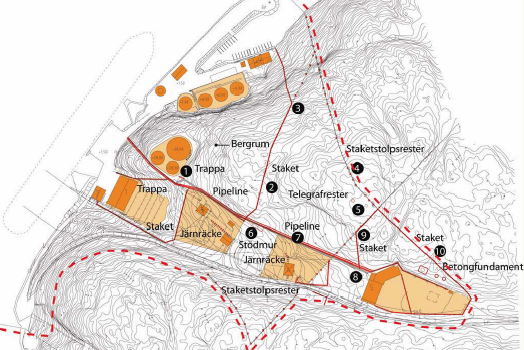 3
Bergrum
Staketstolpsrester
1
Trappa
4
Staket
Trappa
Pipeline
2
Telegrafrester
5
Järnräcke
Staket
6
Pipeline
7
9
Staket
Staket
10
Stödmur
Järnräcke
8
Betongfundament
Staketstolpsrester